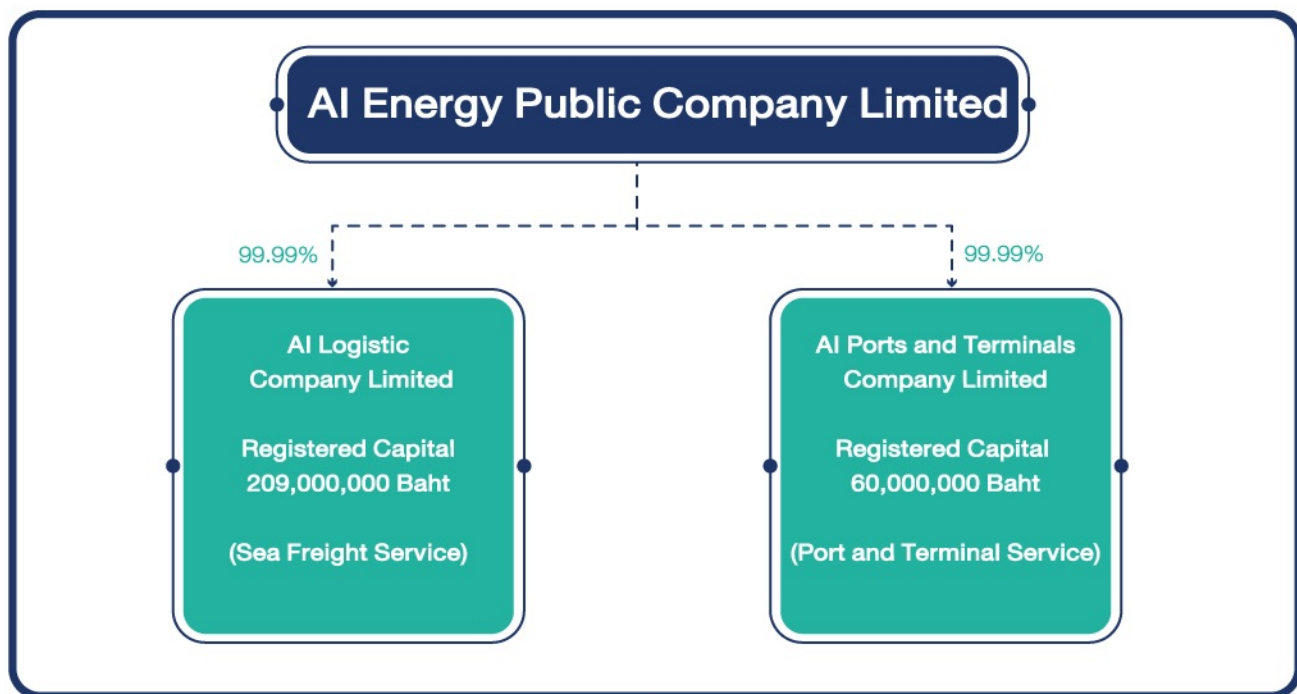 AI Energy Public Company Limited
99.99%
99.99%
AI Logistic
Company Limited
Registered Capital
209,000,000 Baht
(Sea Freight Service)
AI Ports and Terminals
Company Limited
Registered Capital
60,000,000 Baht
(Port and Terminal Service)